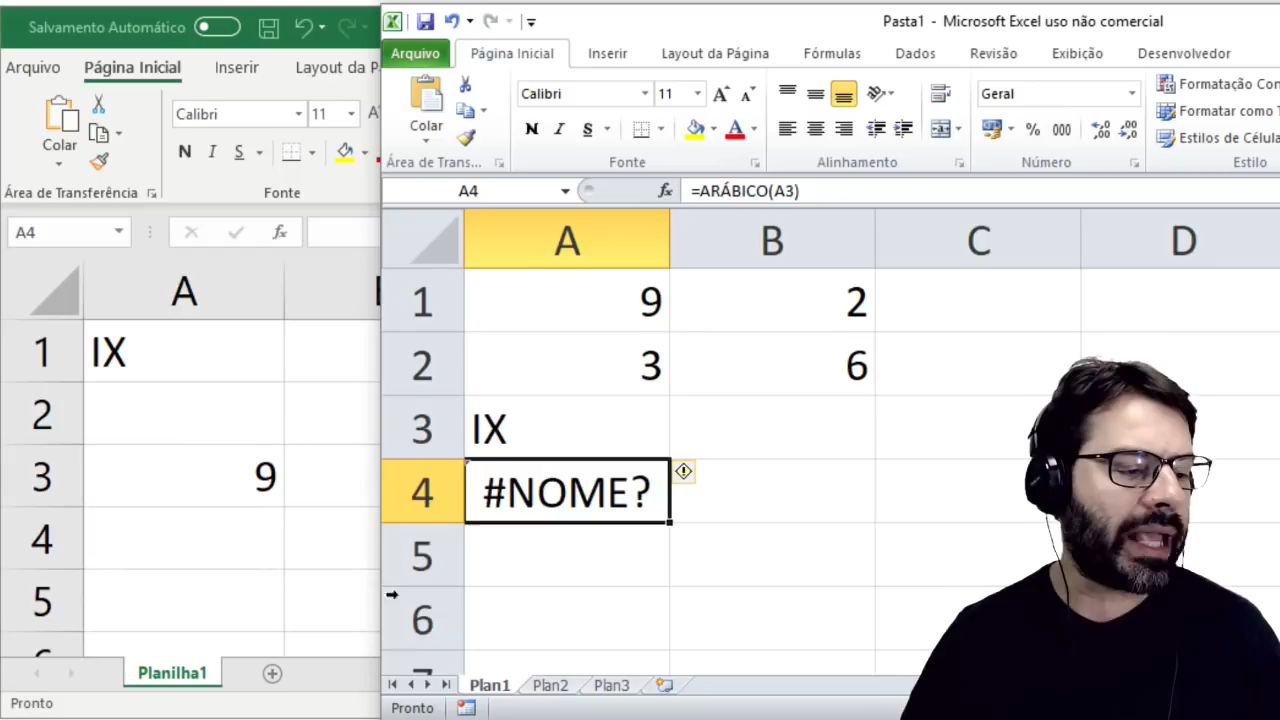 Salvamento Automático
Arquivo
Página Inicial
Inserir
Layout da P
Colar
Calibri
11
A
N
I
S
Área de Transferência
Fonte
A4
fx
A
1
IX
2
3
9
4
5
Planilha1
Pronto
Pasta1 - Microsoft Excel uso não comercial
Arquivo
Página Inicial
Inserir
Layout da Página
Fórmulas
Dados
Revisão
Exibição
Desenvolvedor
Colar
Calibri
11
A
A
N
I
S
A
Geral
% 000
Formatação Con
Formatar como T
Estilos de Célula
Área de Trans...
Fonte
Alinhamento
Número
Estilo
A4
fx
=ARÁBICO(A3)
A B C D
1 9 2
2 3 6
3 IX
4 #NOME?
5
6
7
Plan1
Plan2
Plan3
Pronto